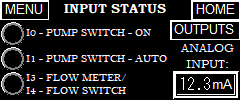 MENU INPUT STATUS HOME
I0 - PUMP SWITCH - ON
OUTPUTS
I1 - PUMP SWITCH - AUTO
ANALOG
INPUT:
I3 - FLOW METER/
I4 - FLOW SWITCH
12.3mA